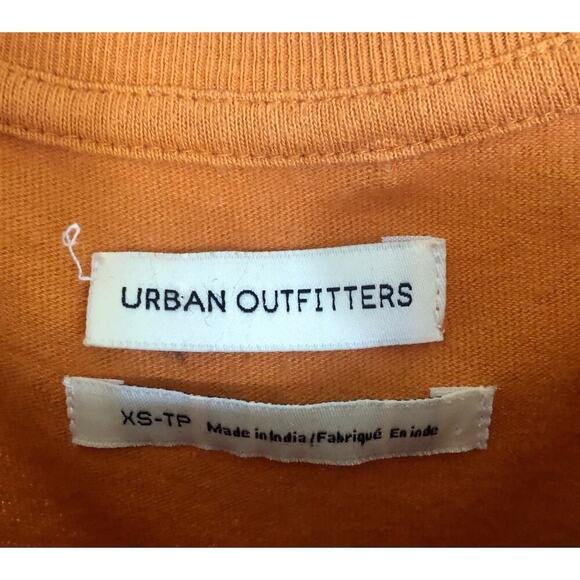 URBAN OUTFITTERS
XS-TP Made in India/Fabriqué En inde